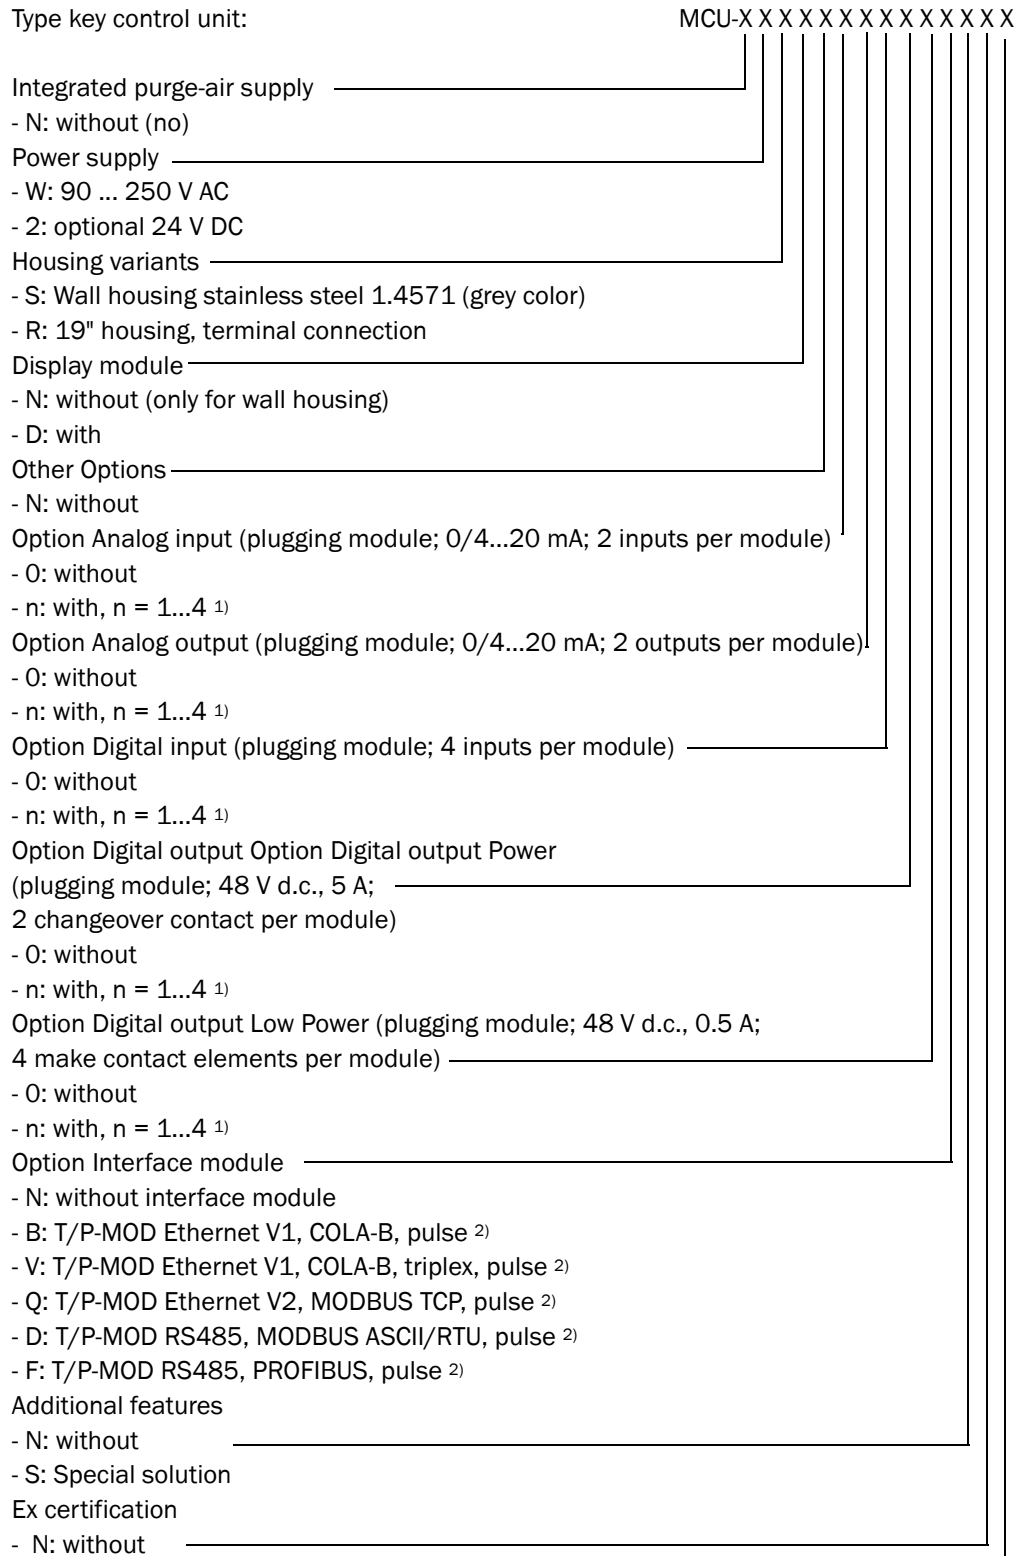 Type key control unit: MCU-X X X X X X X X X X X X X X
Integrated purge-air supply
- N: without (no)
Power supply
- W: 90 ... 250 V AC
- 2: optional 24 V DC
Housing variants
- S: Wall housing stainless steel 1.4571 (grey color)
- R: 19" housing, terminal connection
Display module
- N: without (only for wall housing)
- D: with
Other Options
- N: without
Option Analog input (plugging module; 0/4...20 mA; 2 inputs per module)
- 0: without
- n: with, n = 1...4 1)
Option Analog output (plugging module; 0/4...20 mA; 2 outputs per module)
- 0: without
- n: with, n = 1...4 1)
Option Digital input (plugging module; 4 inputs per module)
- 0: without
- n: with, n = 1...4 1)
Option Digital output Option Digital output Power
(plugging module; 48 V d.c., 5 A;
2 changeover contact per module)
- 0: without
- n: with, n = 1...4 1)
Option Digital output Low Power (plugging module; 48 V d.c., 0.5 A;
4 make contact elements per module)
- 0: without
- n: with, n = 1...4 1)
Option Interface module
- N: without interface module
- B: T/P-MOD Ethernet V1, COLA-B, pulse 2)
- V: T/P-MOD Ethernet V1, COLA-B, triplex, pulse 2)
- Q: T/P-MOD Ethernet V2, MODBUS TCP, pulse 2)
- D: T/P-MOD RS485, MODBUS ASCII/RTU, pulse 2)
- F: T/P-MOD RS485, PROFIBUS, pulse 2)
Additional features
- N: without
- S: Special solution
Ex certification
- N: without